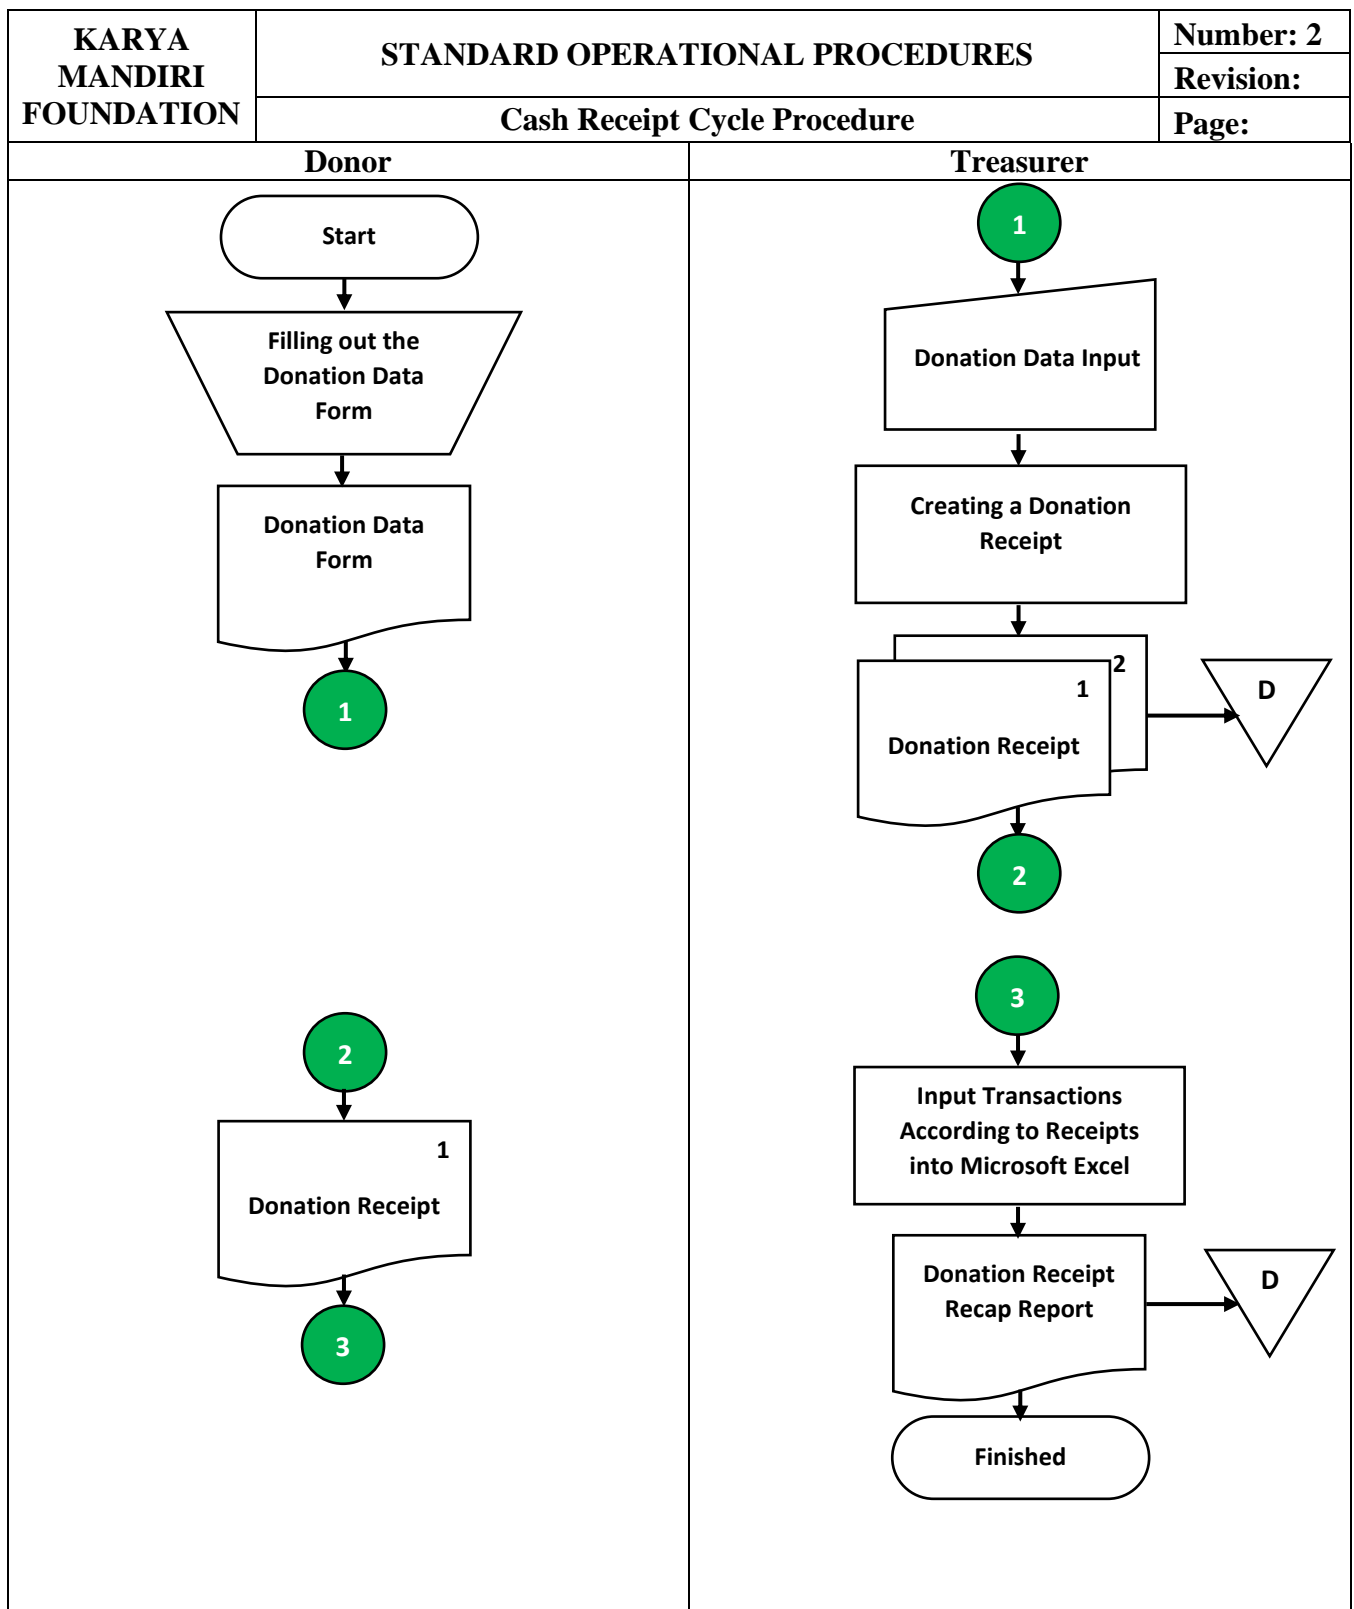 KARYA
MANDIRI
FOUNDATION
STANDARD OPERATIONAL PROCEDURES
Number: 2
Revision:
Cash Receipt Cycle Procedure
Page:
Donor
Treasurer
Start
Filling out the
Donation Data
Form
Donation Data
Form
1
2
1
Donation Receipt
3
1
Donation Data Input
Creating a Donation
Receipt
2
1
Donation Receipt
D
2
3
Input Transactions
According to Receipts
into Microsoft Excel
Donation Receipt
Recap Report
D
Finished